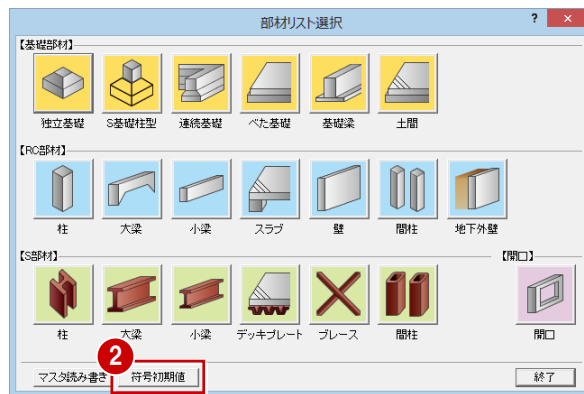 部材リスト選択
? ×
【基礎部材】
独立基礎 S基礎柱型 連続基礎 べた基礎 基礎梁 土間
【RC部材】
柱 大梁 小梁 スラブ 壁 間柱 地下外壁
【S部材】 【開口】
柱 大梁 小梁 デッキプレート ブレース 間柱 開口
2
マスタ読み書き 符号初期値 終了